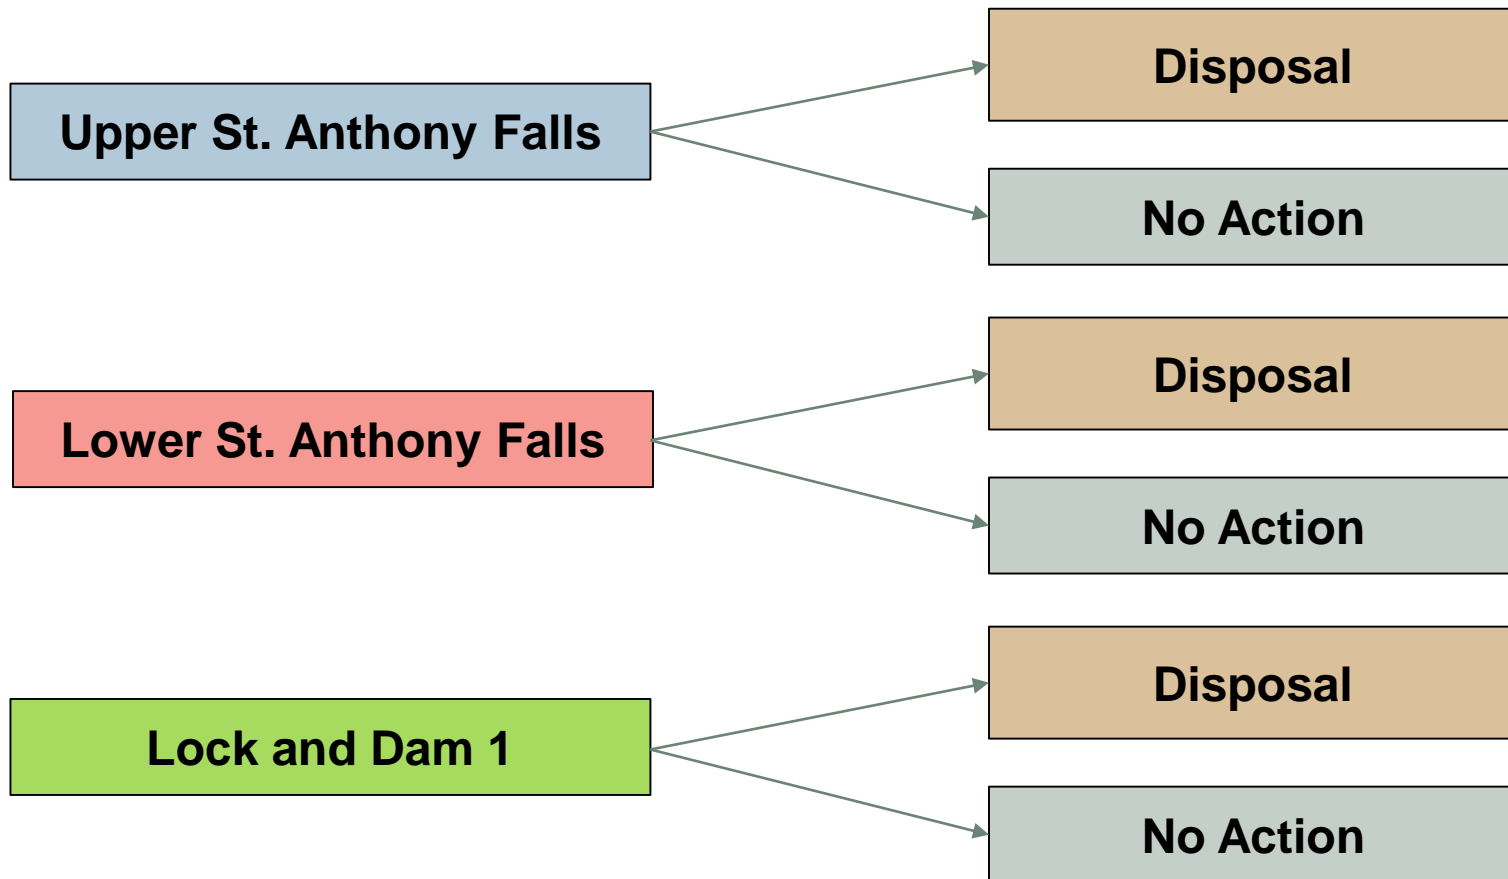 Upper St. Anthony Falls
Disposal
No Action
Lower St. Anthony Falls
Disposal
No Action
Lock and Dam 1
Disposal
No Action